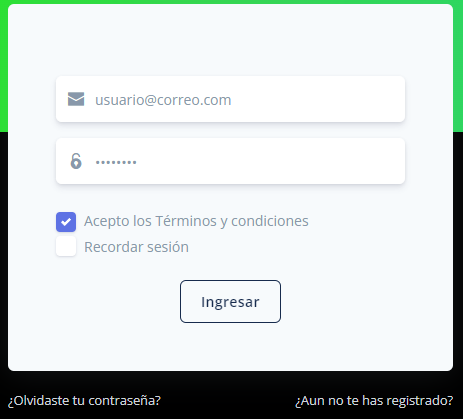 usuario@correo.com
••••••••
Acepto los Términos y condiciones
Recordar sesión
Ingresar
¿Olvidaste tu contraseña?
¿Aun no te has registrado?